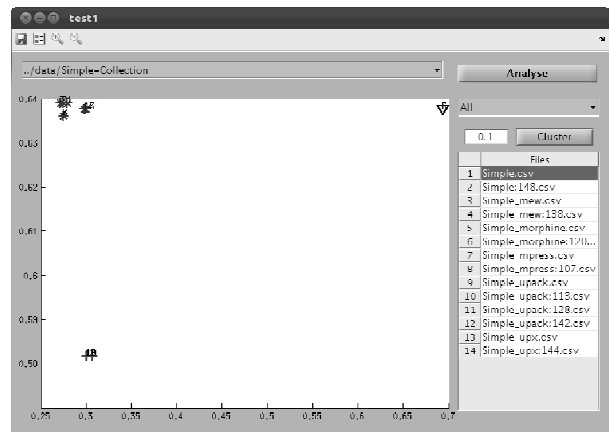 test1
../data/Simple-Collection
Analyse
All
0.1
Cluster
Files
1 Simple.csv
2 Simple:148.csv
3 Simple_mew.csv
4 Simple_mew:138.csv
5 Simple_morphine.csv
6 Simple_morphine:120...
7 Simple_mpress.csv
8 Simple_mpress:107.csv
9 Simple_upack.csv
10 Simple_upack:113.csv
11 Simple_upack:128.csv
12 Simple_upack:142.csv
13 Simple_upx.csv
14 Simple_upx:144.csv
0,64
0,63
0,62
0,61
0,6
0,25
0,3
0,35
0,4
0,45
0,5
0,55
0,6
0,65
0,7